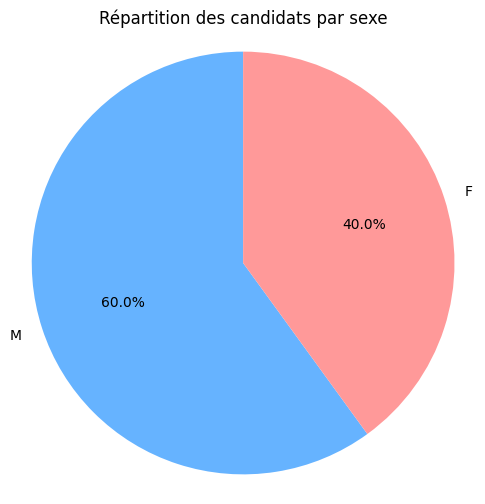 Répartition des candidats par sexe
F
40.0%
60.0%
M